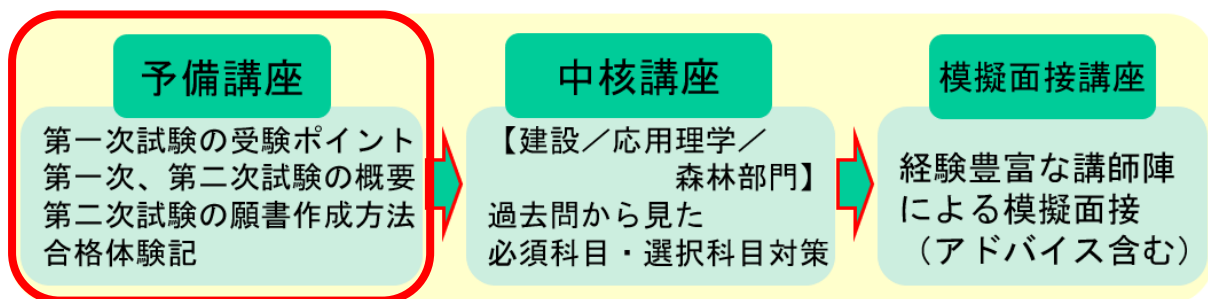 予備講座
第一次試験の受験ポイント
第一次、第二次試験の概要
第二次試験の願書作成方法
合格体験記
中核講座
【建設／応用理学／
森林部門】
過去問から見た
必須科目・選択科目対策
模擬面接講座
経験豊富な講師陣
による模擬面接
（アドバイス含む）